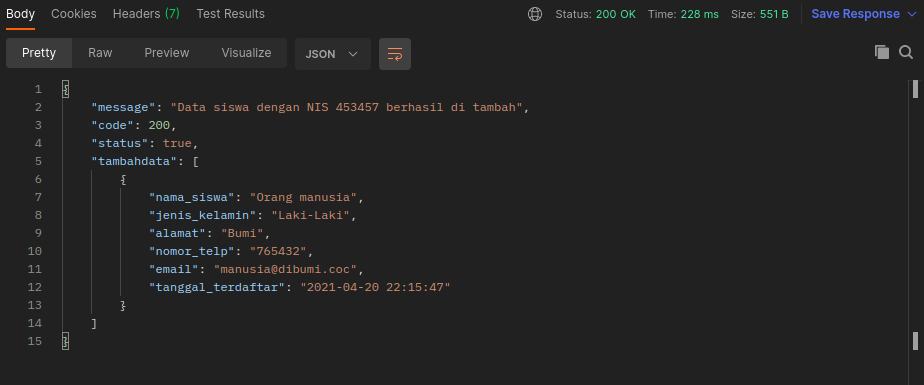 Body Cookies Headers (7) Test Results Status: 200 OK Time: 228 ms Size: 551 B Save Response
Pretty Raw Preview Visualize JSON
1 {
2 "message": "Data siswa dengan NIS 453457 berhasil di tambah",
3 "code": 200,
4 "status": true,
5 "tambahdata": [
6 {
7 "nama_siswa": "Orang manusia",
8 "jenis_kelamin": "Laki-Laki",
9 "alamat": "Bumi",
10 "nomor_telp": "765432",
11 "email": "manusia@dibumi.coc",
12 "tanggal_terdaftar": "2021-04-20 22:15:47"
13 }
14 ]
15 }